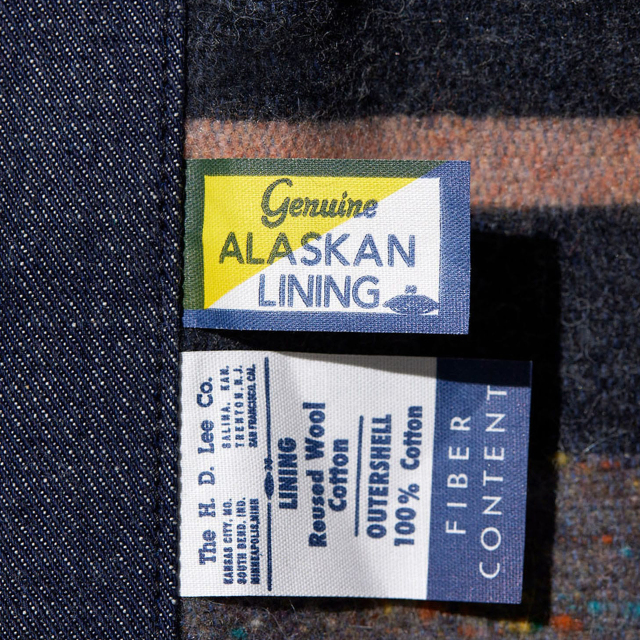 Genuine
ALASKAN
LINING
The H. D. Lee Co.
KANSAS CITY, MO. SALINA, KAN.
SOUTH BEND, IND. TRENTON, N.J.
MINNEAPOLIS, MINN SAN FRANCISCO, CAL.
LINING
Reused Wool
Cotton
OUTERSHELL
100% Cotton
FIBER
CONTENT